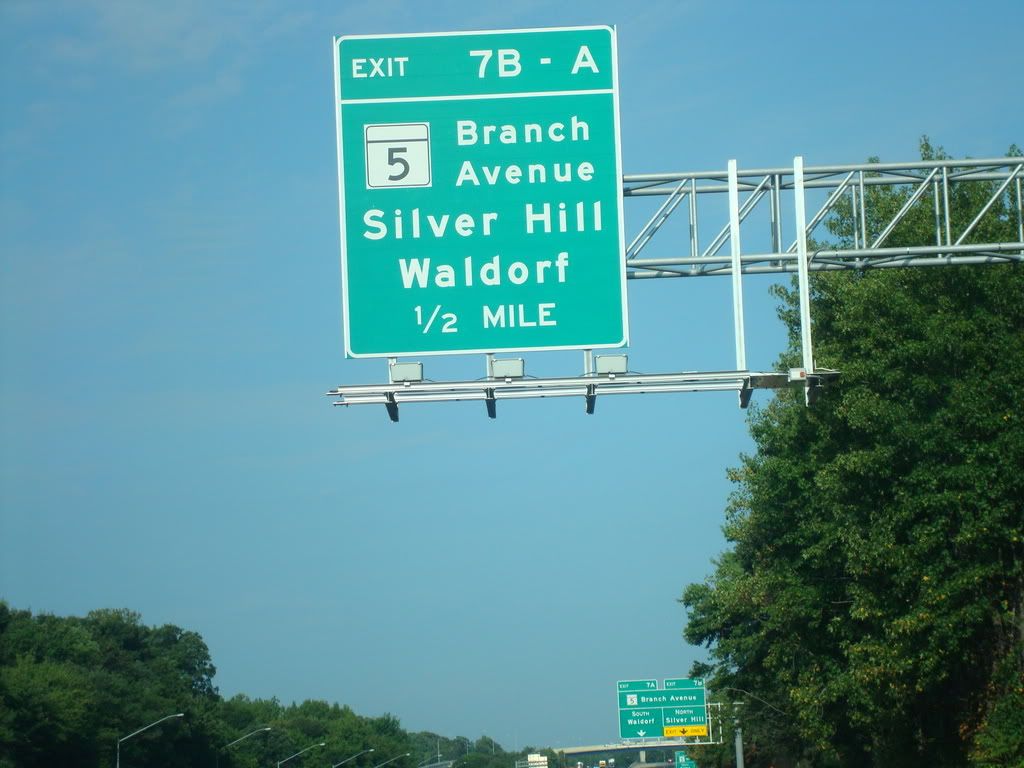 EXIT 7B - A
5 Branch
Avenue
Silver Hill
Waldorf
1/2 MILE
EXIT 7A EXIT 7B
5 Branch Avenue
SOUTH NORTH
Waldorf Silver Hill
EXIT ONLY